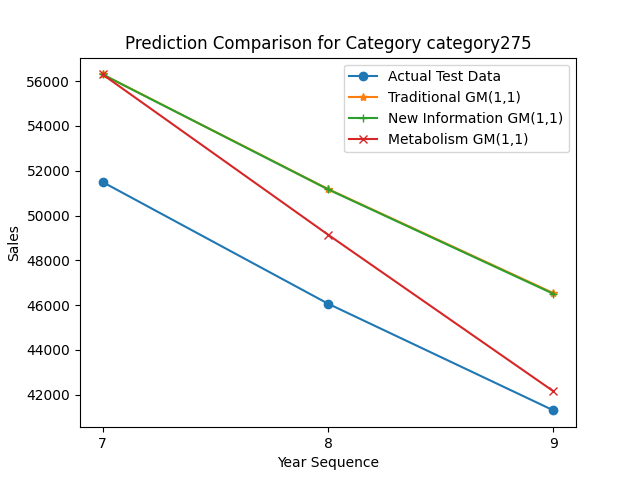 Prediction Comparison for Category category275
Actual Test Data
Traditional GM(1,1)
New Information GM(1,1)
Metabolism GM(1,1)
56000
54000
52000
50000
48000
46000
44000
42000
Sales
7
8
9
Year Sequence